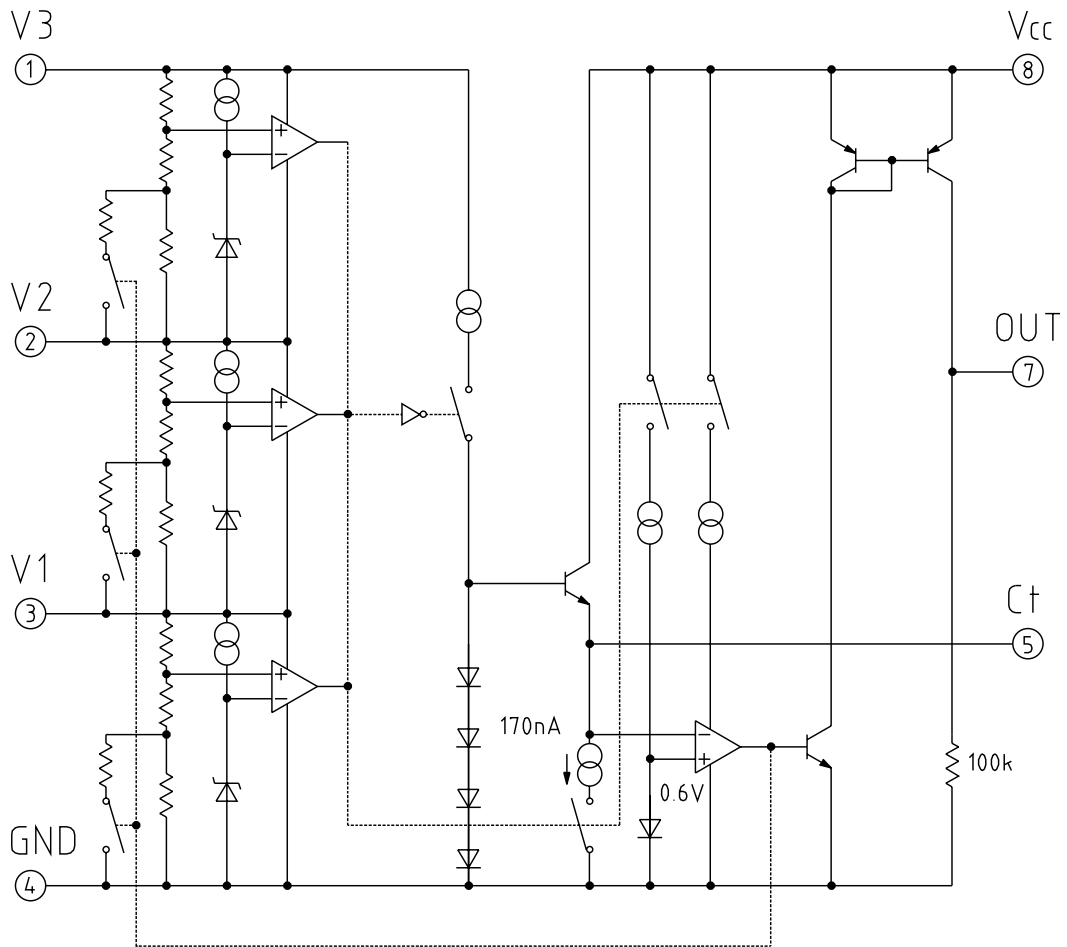 V3
Vcc
1
8
+
−
V2
OUT
2
7
+
−
V1
Ct
3
5
+
−
170nA
−
+
0.6V
100k
GND
4